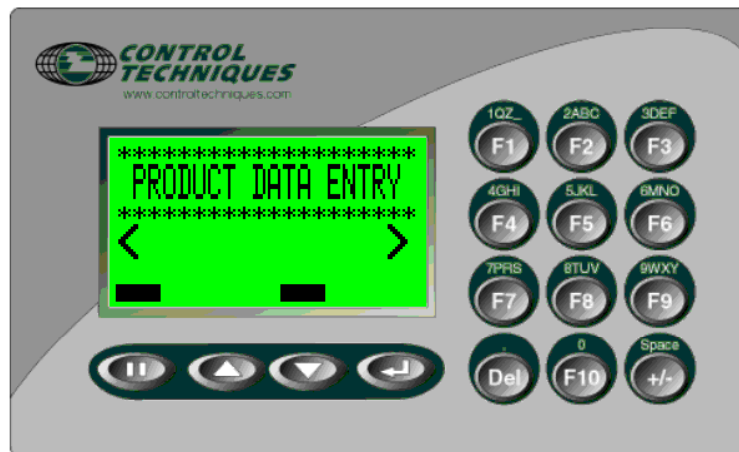 CONTROL
TECHNIQUES
www.controltechniques.com
********************
PRODUCT DATA ENTRY
********************
< >
1QZ_ 2ABC 3DEF
F1 F2 F3
4GHI 5JKL 6MNO
F4 F5 F6
7PRS 8TUV 9WXY
F7 F8 F9
. 0 Space
Del F10 +/-